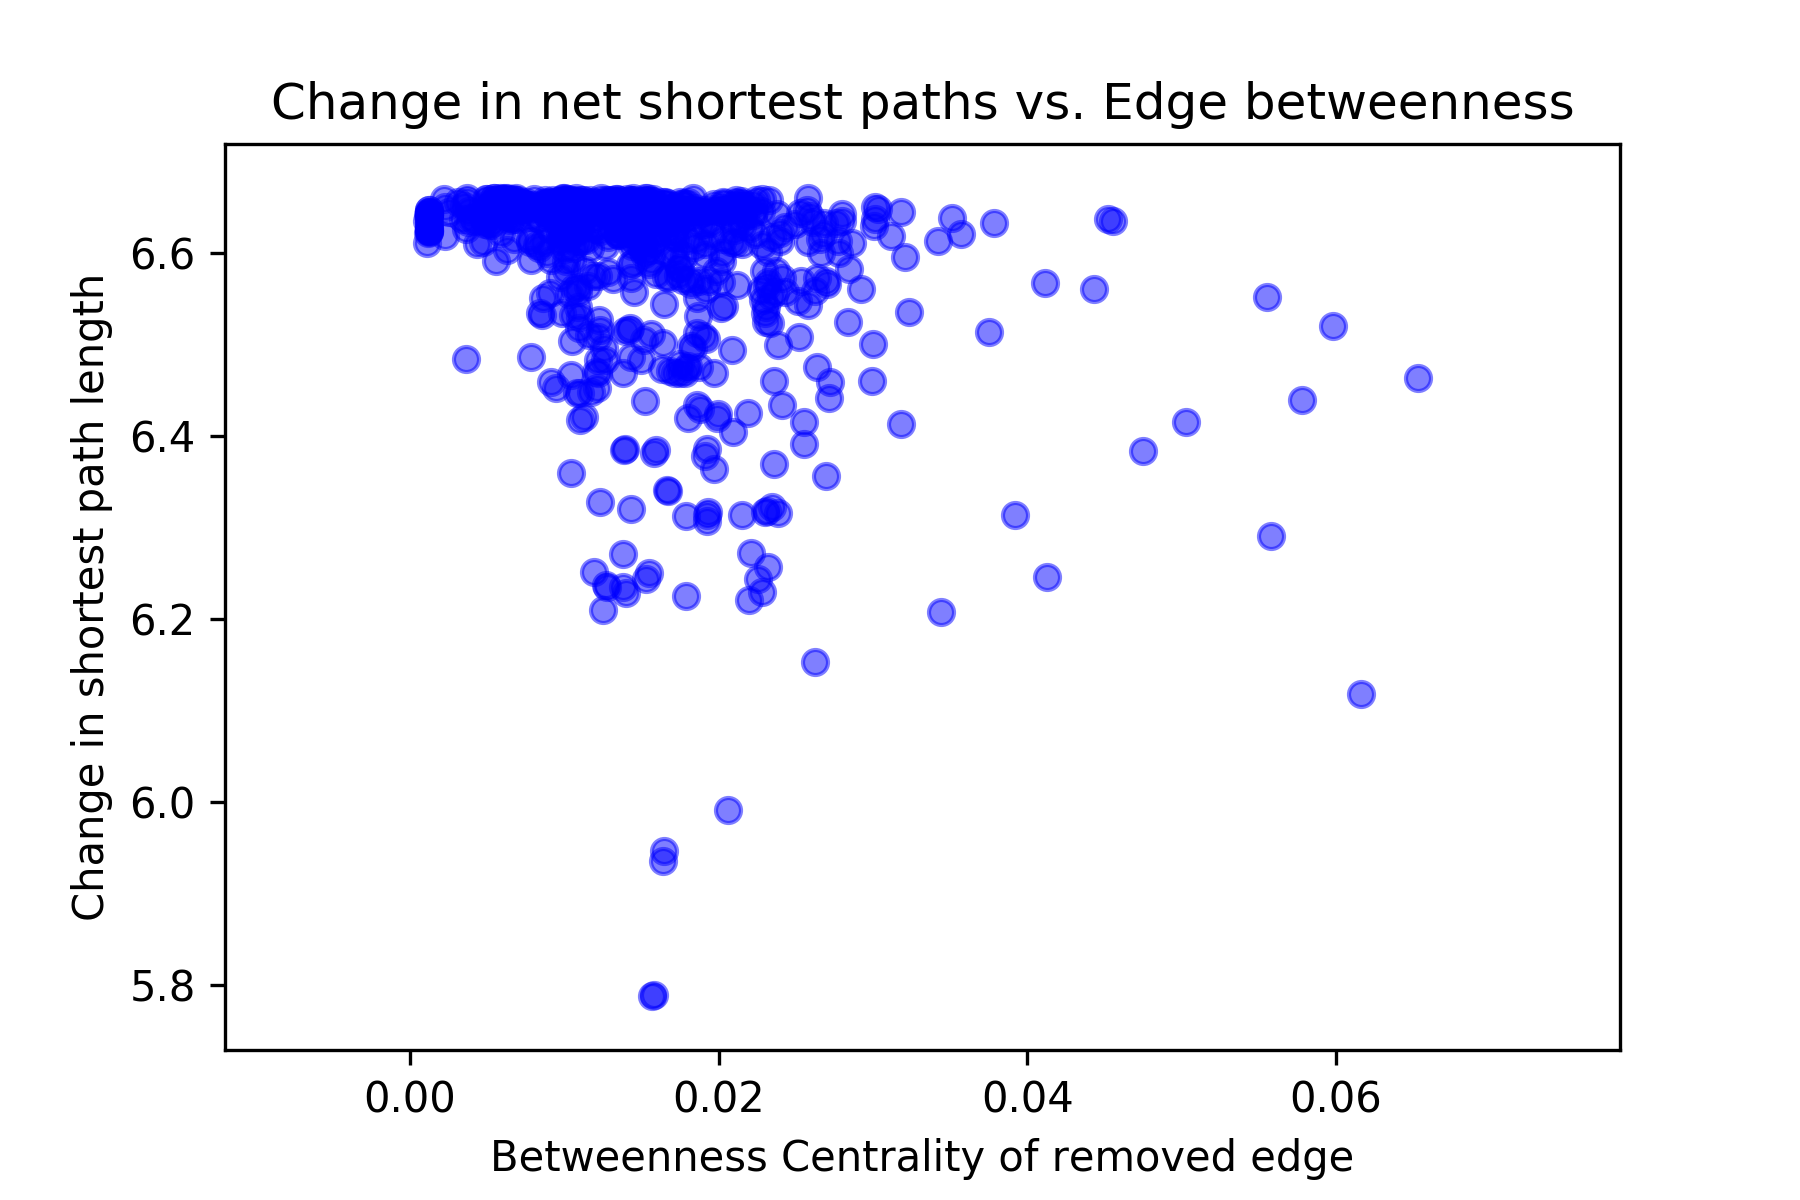 Change in net shortest paths vs. Edge betweenness
Change in shortest path length
6.6
6.4
6.2
6.0
5.8
0.00 0.02 0.04 0.06
Betweenness Centrality of removed edge